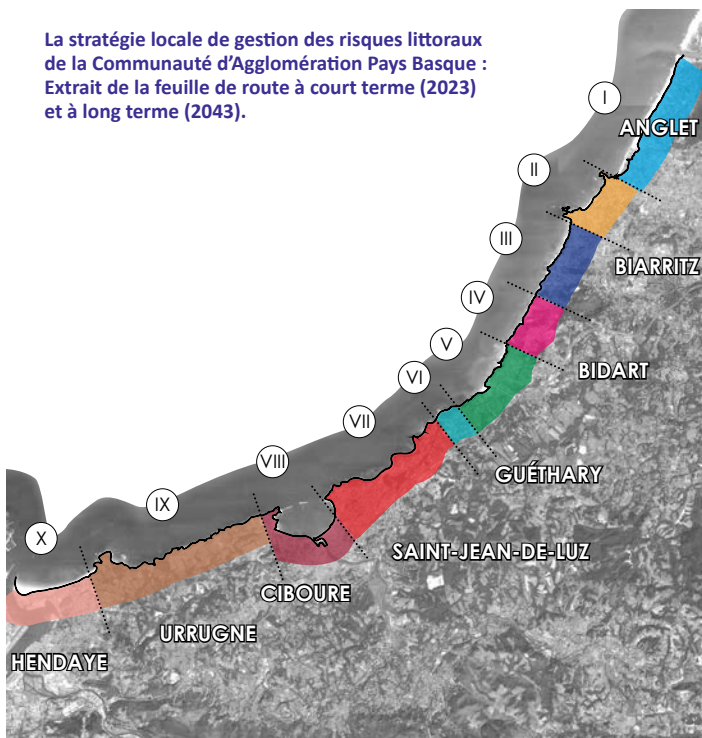 La stratégie locale de gestion des risques littoraux
de la Communauté d'Agglomération Pays Basque :
Extrait de la feuille de route à court terme (2023)
et à long terme (2043).
I
ANGLET
II
III
BIARRITZ
IV
V
BIDART
VI
VII
GUÉTHARY
VIII
IX
SAINT-JEAN-DE-LUZ
X
CIBOURE
URRUGNE
HENDAYE